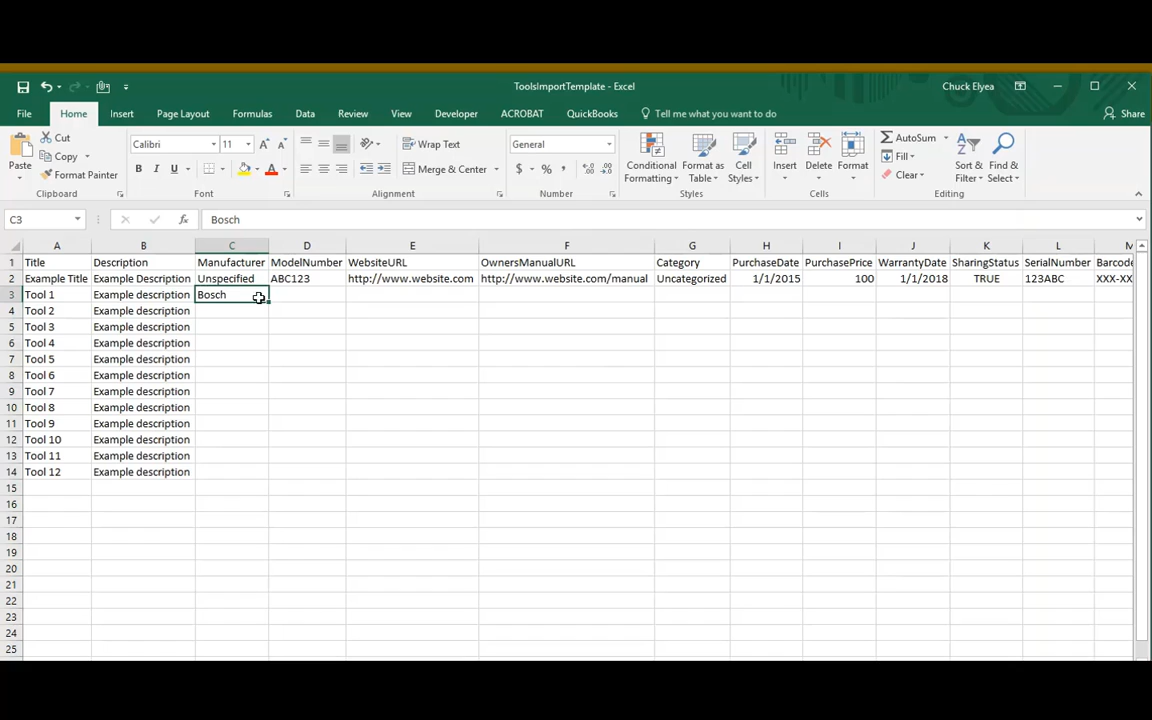 ToolsImportTemplate - Excel
Chuck Elyea
File Home Insert Page Layout Formulas Data Review View Developer ACROBAT QuickBooks Tell me what you want to do Share
Paste
Cut
Copy
Format Painter
Clipboard
Calibri 11
B I U
Font
Wrap Text
Merge & Center
Alignment
General
$ % ,
Number
Conditional Formatting
Format as Table
Cell Styles
Styles
Insert Delete Format
Cells
AutoSum
Fill
Clear
Sort & Filter
Find & Select
Editing
C3 fx Bosch
A B C D E F G H I J K L M
1 Title Description Manufacturer ModelNumber WebsiteURL OwnersManualURL Category PurchaseDate PurchasePrice WarrantyDate SharingStatus SerialNumber Barcode
2 Example Title Example Description Unspecified ABC123 http://www.website.com http://www.website.com/manual Uncategorized 1/1/2015 100 1/1/2018 TRUE 123ABC XXX-XX
3 Tool 1 Example description Bosch
4 Tool 2 Example description
5 Tool 3 Example description
6 Tool 4 Example description
7 Tool 5 Example description
8 Tool 6 Example description
9 Tool 7 Example description
10 Tool 8 Example description
11 Tool 9 Example description
12 Tool 10 Example description
13 Tool 11 Example description
14 Tool 12 Example description
15
16
17
18
19
20
21
22
23
24
25